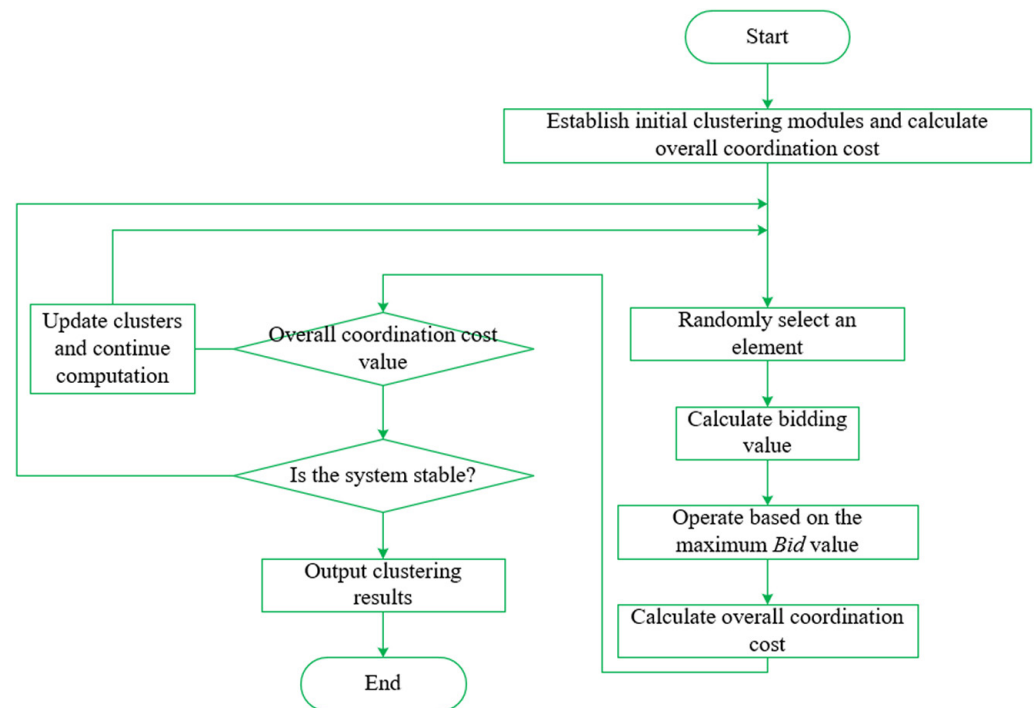 Start
Establish initial clustering modules and calculate
overall coordination cost
Randomly select an
element
Calculate bidding
value
Operate based on the
maximum Bid value
Calculate overall coordination
cost
Overall coordination cost
value
Update clusters
and continue
computation
Is the system stable?
Output clustering
results
End